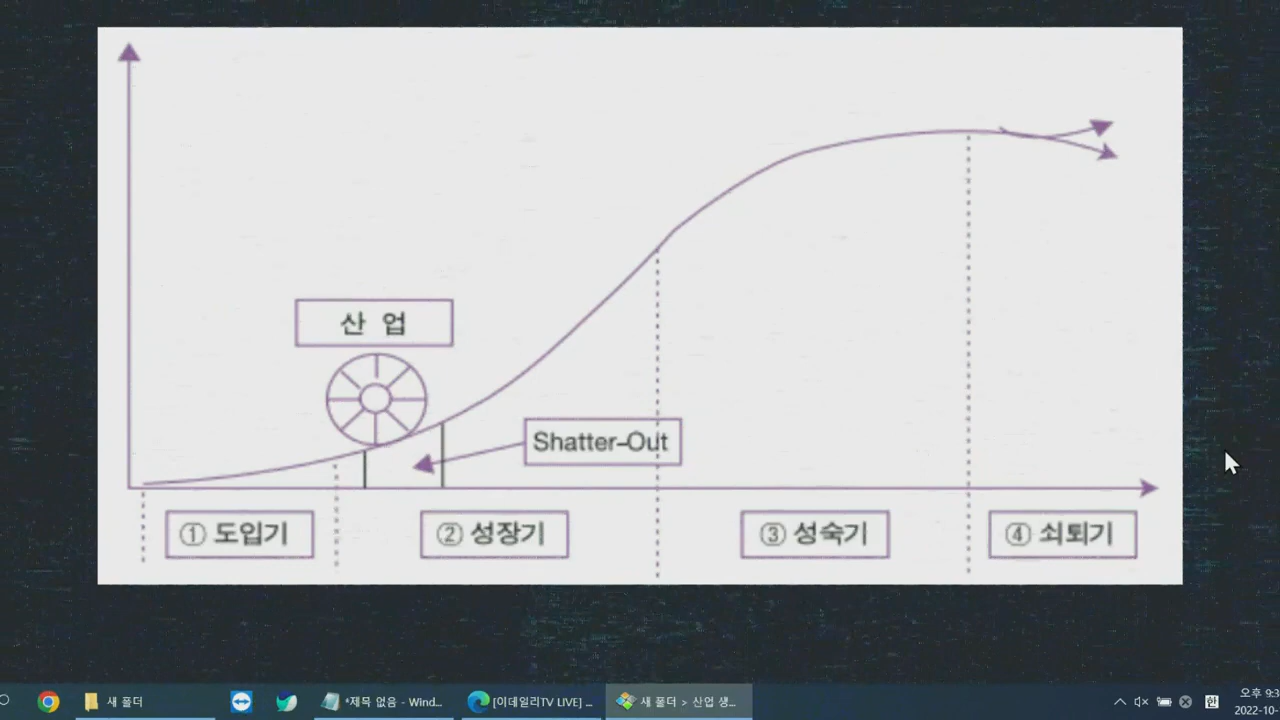 산 업
Shatter-Out
① 도입기
② 성장기
③ 성숙기
④ 쇠퇴기
새 폴더
*제목 없음 - Wind...
[이데일리TV LIVE] ...
새 폴더 > 산업 생...
한
오후 9:3
2022-10-